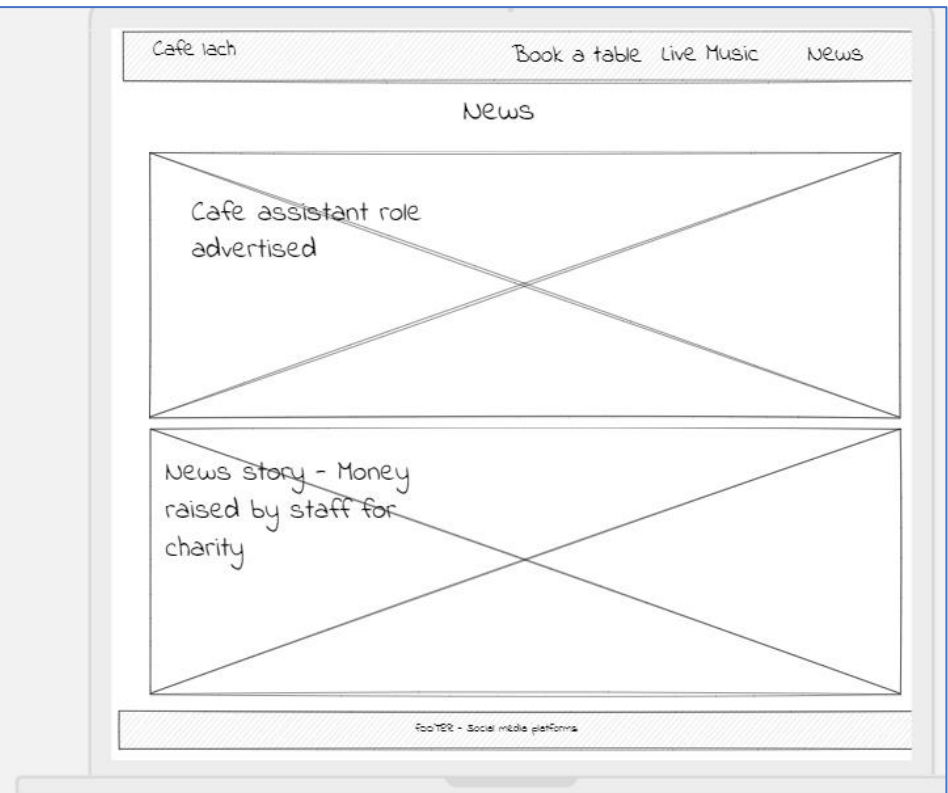 Cafe lach
Book a table Live Music News
News
Cafe assistant role
advertised
News story - Money
raised by staff for
charity
fooTER - Social media platforms